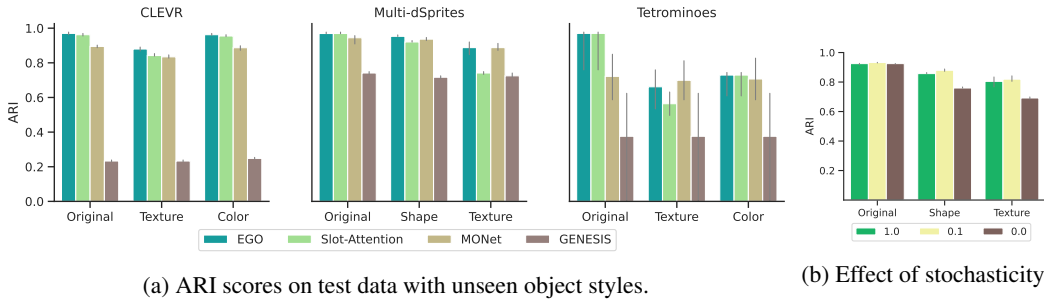 CLEVR
Multi-dSprites
Tetrominoes
ARI
1.0
0.8
0.6
0.4
0.2
0.0
Original Texture Color
Original Shape Texture
Original Texture Color
EGO Slot-Attention MONet GENESIS
(a) ARI scores on test data with unseen object styles.
ARI
1.0
0.8
0.6
0.4
0.2
Original Shape Texture
1.0 0.1 0.0
(b) Effect of stochasticity